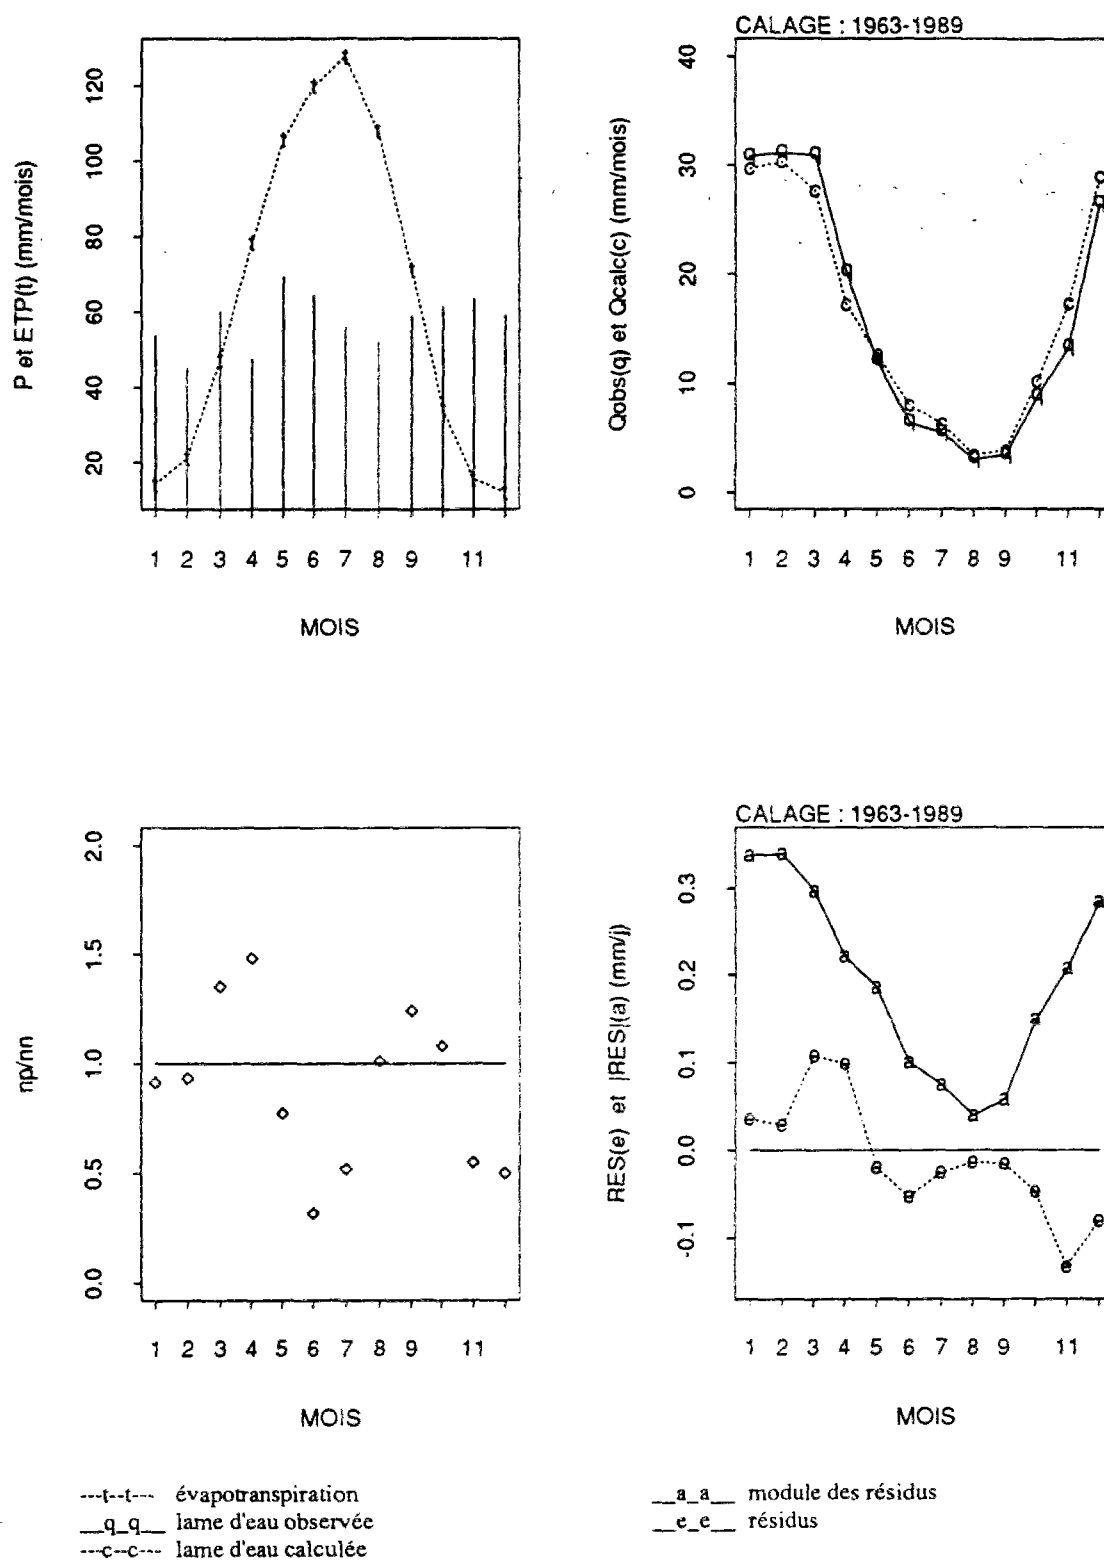 CALAGE : 1963-1989
P et ETP(t) (mm/mois)
120
100
80
60
40
20
1 2 3 4 5 6 7 8 9 11
MOIS
Qobs(q) et Qcalc(c) (mm/mois)
40
30
20
10
0
1 2 3 4 5 6 7 8 9 11
MOIS
CALAGE : 1963-1989
np/nn
2.0
1.5
1.0
0.5
0.0
1 2 3 4 5 6 7 8 9 11
MOIS
RES(e) et |RES|(a) (mm/j)
0.3
0.2
0.1
0.0
-0.1
1 2 3 4 5 6 7 8 9 11
MOIS
---t--t--- évapotranspiration
__q_q__ lame d'eau observée
---c--c--- lame d'eau calculée
__a_a__ module des résidus
__e_e__ résidus